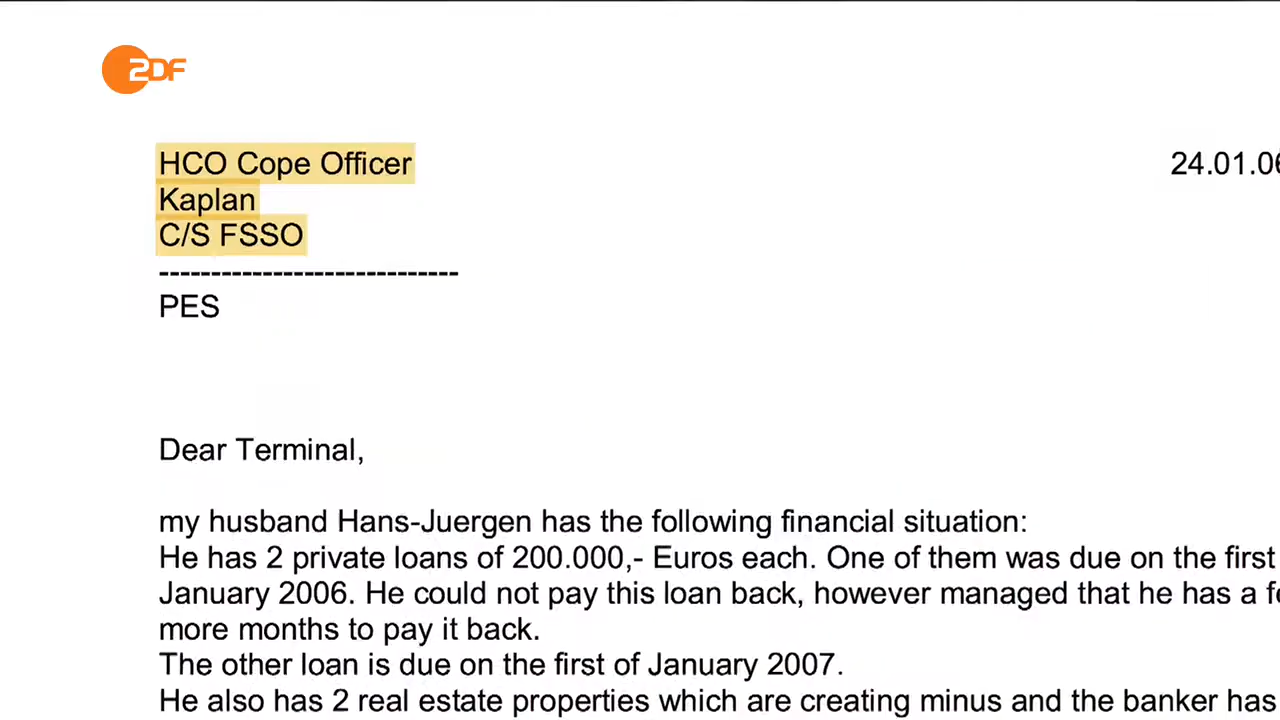 ZDF
HCO Cope Officer
24.01.06
Kaplan
C/S FSSO
-----------------------------
PES
Dear Terminal,
my husband Hans-Juergen has the following financial situation:
He has 2 private loans of 200.000,- Euros each. One of them was due on the first
January 2006. He could not pay this loan back, however managed that he has a
more months to pay it back.
The other loan is due on the first of January 2007.
He also has 2 real estate properties which are creating minus and the banker has